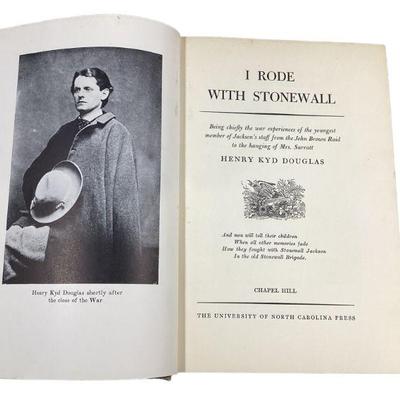 Henry Kyd Douglas shortly after
the close of the War
I RODE
WITH STONEWALL
Being chiefly the war experiences of the youngest
member of Jackson's staff from the John Brown Raid
to the hanging of Mrs. Surratt
HENRY KYD DOUGLAS
And men will tell their children
When all other memories fade
How they fought with Stonewall Jackson
In the old Stonewall Brigade.
CHAPEL HILL
THE UNIVERSITY OF NORTH CAROLINA PRESS